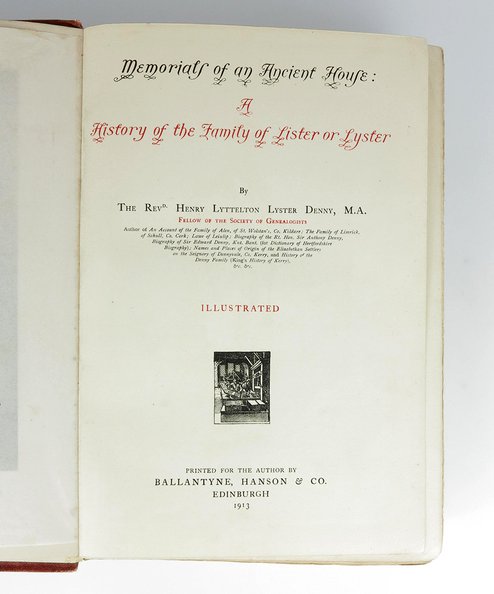 Memorials of an Ancient House:
A
History of the Family of Lister or Lyster
By
The Revᴰ. Henry Lyttelton Lyster Denny, M.A.
Fellow of the Society of Genealogists
Author of An Account of the Family of Alen, of St. Wolstan's, Co. Kildare; The Family of Limrick,
of Schull, Co. Cork; Lane of Leixlip; Biography of the Rt. Hon. Sir Anthony Denny,
Biography of Sir Edward Denny, Knt. Bant. (for Dictionary of Hertfordshire
Biography); Names and Places of Origin of the Elizabethan Settlers
on the Seignory of Dennyvale, Co. Kerry, and History of the
Denny Family (King's History of Kerry),
&c. &c.
ILLUSTRATED
PRINTED FOR THE AUTHOR BY
BALLANTYNE, HANSON & CO.
EDINBURGH
1913